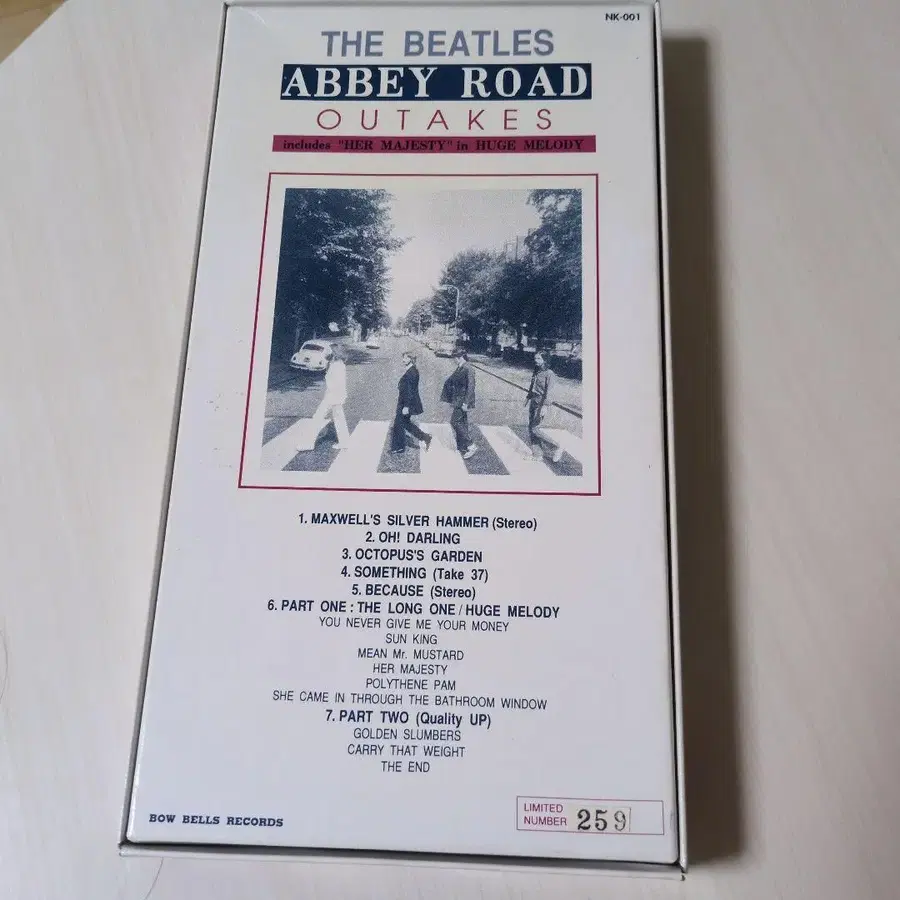 NK-001
THE BEATLES
ABBEY ROAD
OUTAKES
includes "HER MAJESTY" in HUGE MELODY
1. MAXWELL'S SILVER HAMMER (Stereo)
2. OH! DARLING
3. OCTOPUS'S GARDEN
4. SOMETHING (Take 37)
5. BECAUSE (Stereo)
6. PART ONE : THE LONG ONE / HUGE MELODY
YOU NEVER GIVE ME YOUR MONEY
SUN KING
MEAN Mr. MUSTARD
HER MAJESTY
POLYTHENE PAM
SHE CAME IN THROUGH THE BATHROOM WINDOW
7. PART TWO (Quality UP)
GOLDEN SLUMBERS
CARRY THAT WEIGHT
THE END
BOW BELLS RECORDS
LIMITED
NUMBER 259